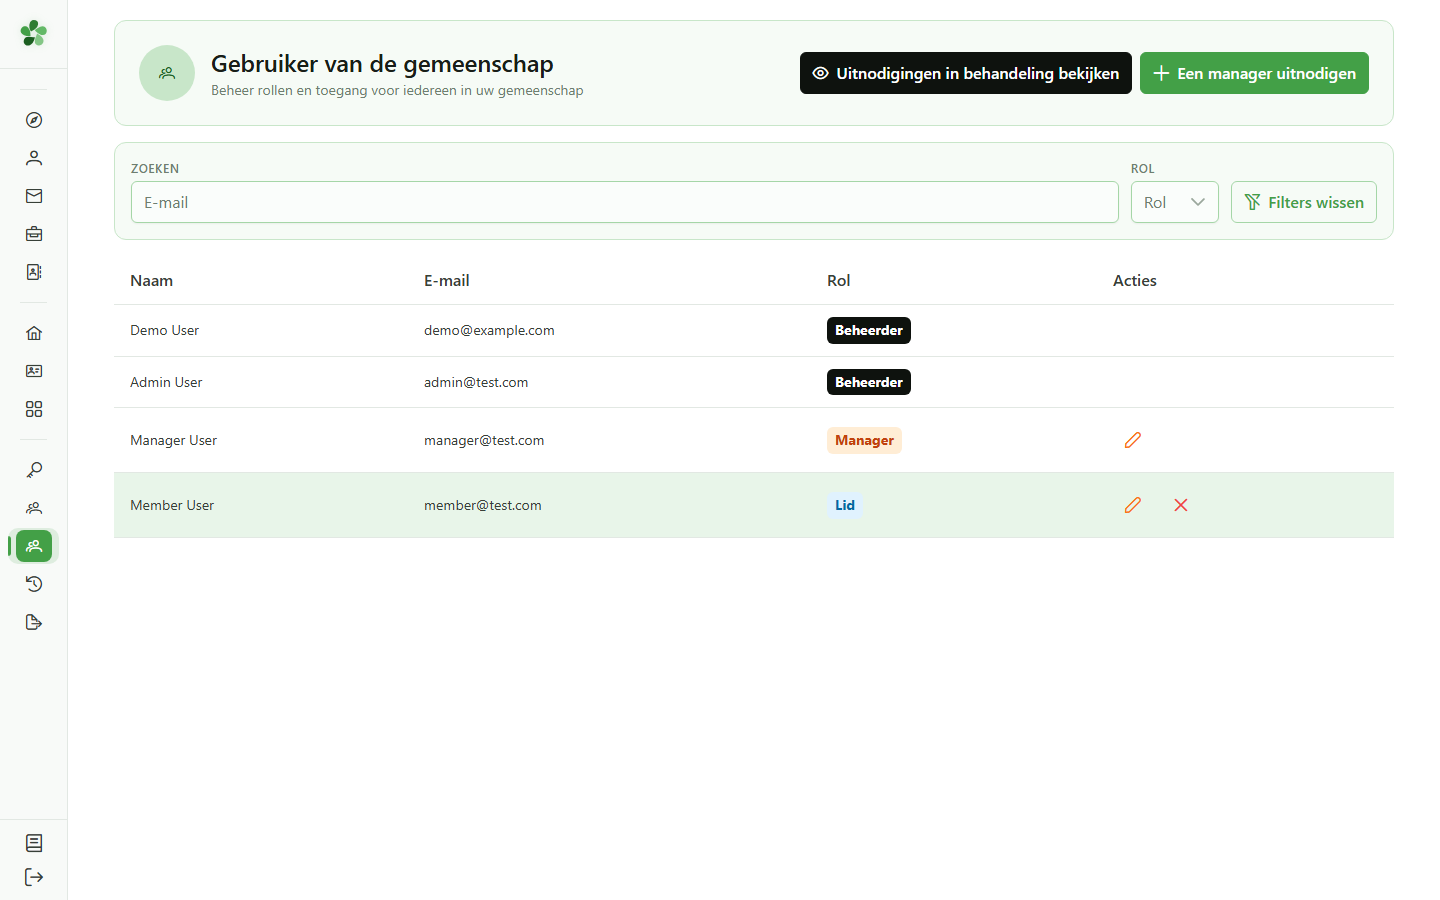 Gebruiker van de gemeenschap
Beheer rollen en toegang voor iedereen in uw gemeenschap
Uitnodigingen in behandeling bekijken
Een manager uitnodigen
ZOEKEN
ROL
E-mail
Rol
Filters wissen
Naam E-mail Rol Acties
Demo User demo@example.com Beheerder
Admin User admin@test.com Beheerder
Manager User manager@test.com Manager
Member User member@test.com Lid